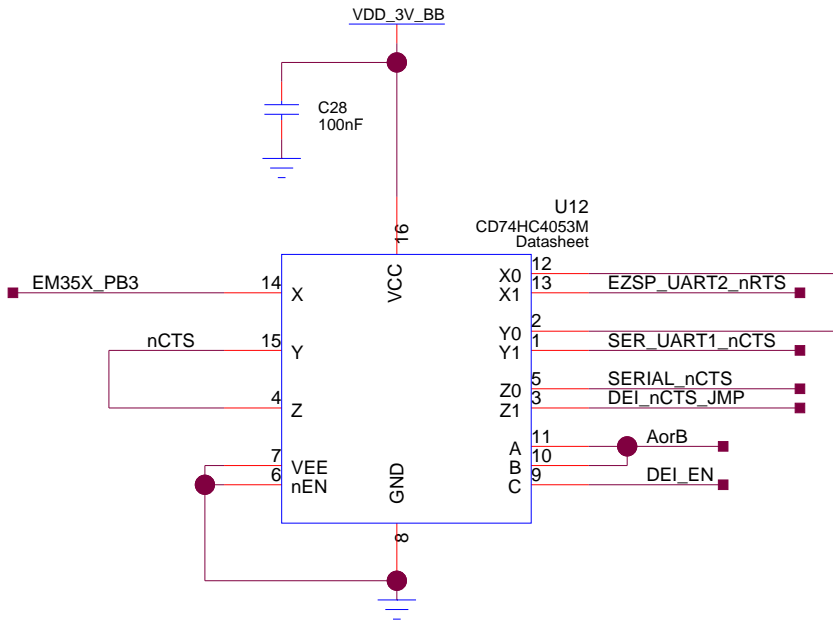 VDD_3V_BB
C28
100nF
U12
CD74HC4053M
Datasheet
16
VCC
12
X0
EM35X_PB3
14
X
X1
13
EZSP_UART2_nRTS
2
Y0
nCTS
15
Y
Y1
1
SER_UART1_nCTS
5
Z0
SERIAL_nCTS
4
Z
Z1
3
DEI_nCTS_JMP
A
11
AorB
7
VEE
B
10
6
nEN
C
9
DEI_EN
GND
8